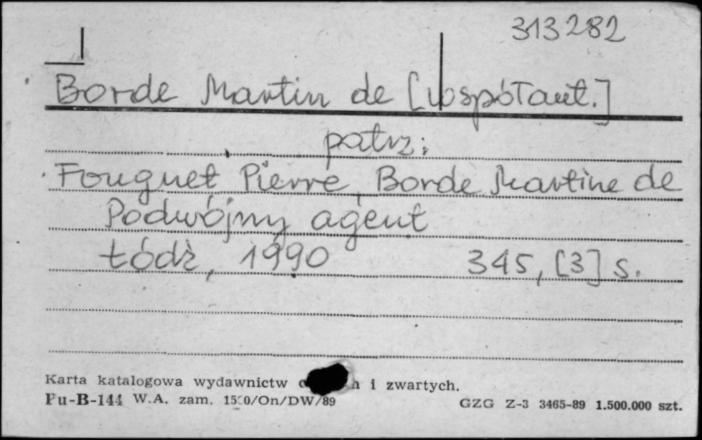 313282
Borde Martin de [współaut.]
patrz:
Fouguet Pierre, Borde Martine de
Podwójny agent
Łódź, 1990 345, [3] s.
Karta katalogowa wydawnictw i zwartych.
Pu-B-144 W.A. zam. 1500/On/DW/89 GZG Z-3 3465-89 1.500.000 szt.